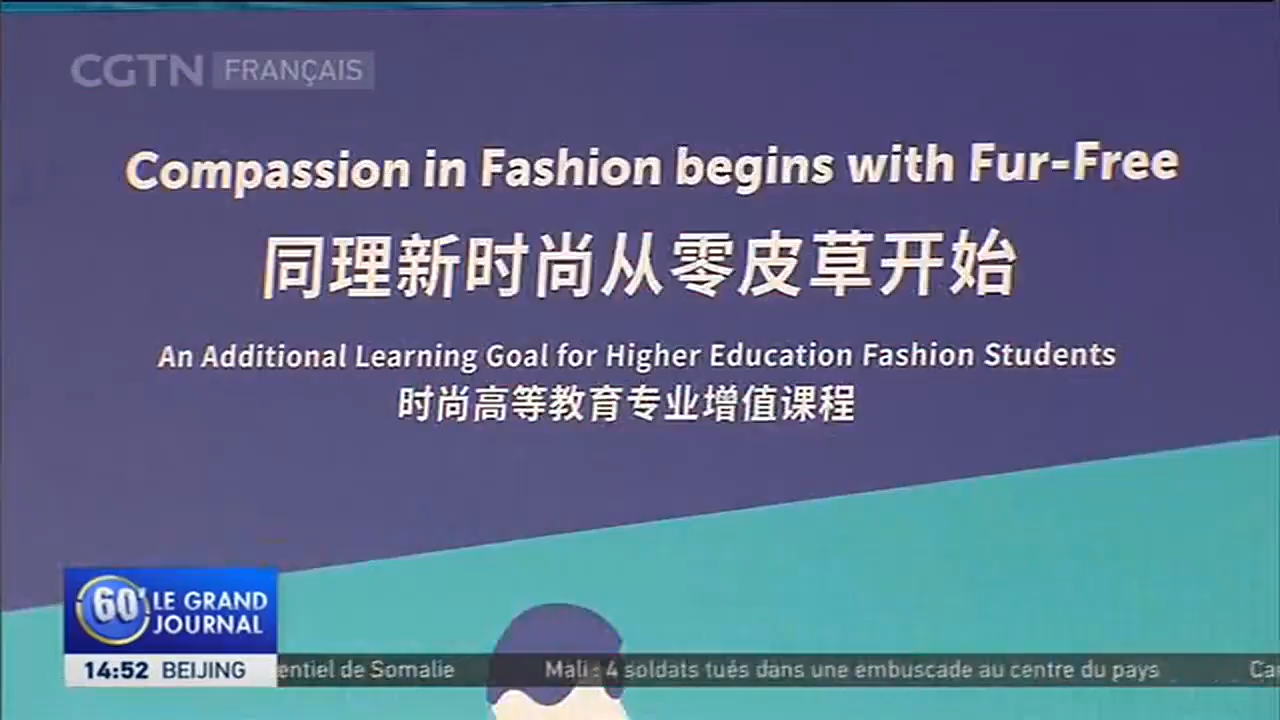 CGTN FRANÇAIS
Compassion in Fashion begins with Fur-Free
同理新时尚从零皮草开始
An Additional Learning Goal for Higher Education Fashion Students
时尚高等教育专业增值课程
60' LE GRAND
JOURNAL
14:52 BEIJING
entiel de Somalie Mali : 4 soldats tués dans une embuscade au centre du pays